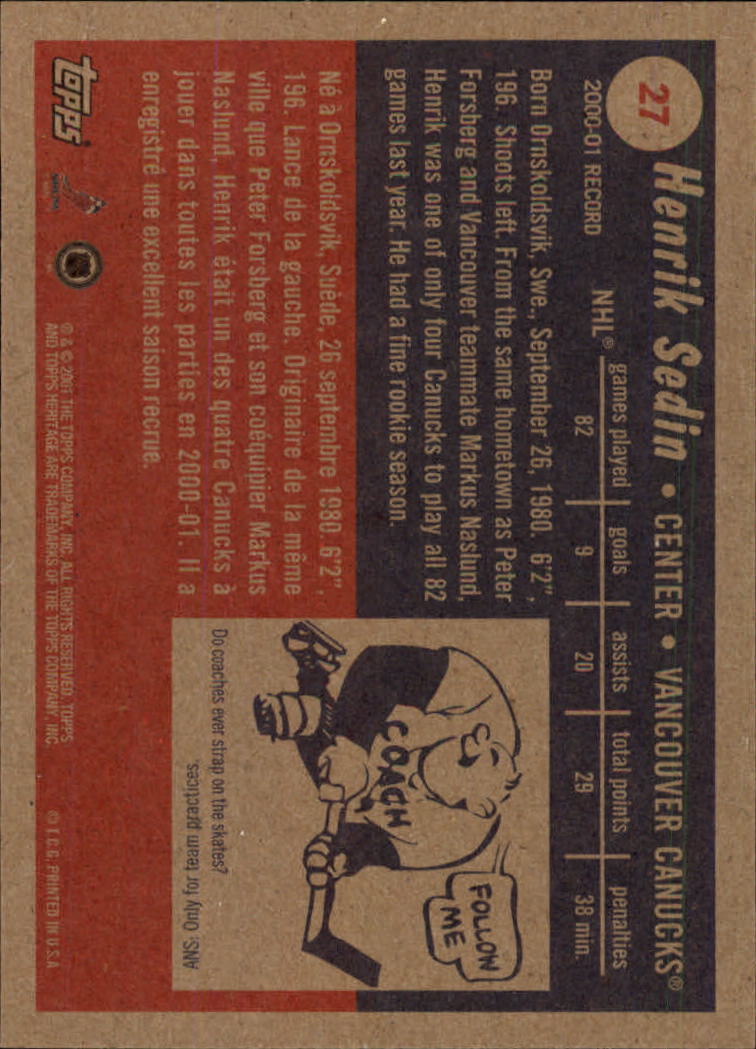 27
Henrik Sedin • CENTER • VANCOUVER CANUCKS®
2000-01 RECORD
games played goals assists total points penalties
NHL® 82 9 20 29 38 min.
Born Ornskoldsvik, Swe., September 26, 1980. 6'2",
196. Shoots left. From the same hometown as Peter
Forsberg and Vancouver teammate Markus Naslund,
Henrik was one of only four Canucks to play all 82
games last year. He had a fine rookie season.
Né à Ornskoldsvik, Suède, 26 septembre 1980. 6'2",
196. Lance de la gauche. Originaire de la même
ville que Peter Forsberg et son coéquipier Markus
Naslund, Henrik était un des quatre Canucks à
jouer dans toutes les parties en 2000-01. Il a
enregistré une excellent saison recrue.
FOLLOW
ME
COACH
Do coaches ever strap on the skates?
ANS: Only for team practices.
topps®
® & © 2001 THE TOPPS COMPANY, INC. ALL RIGHTS RESERVED. TOPPS
AND TOPPS HERITAGE ARE TRADEMARKS OF THE TOPPS COMPANY, INC.
© T.C.G. PRINTED IN U.S.A.